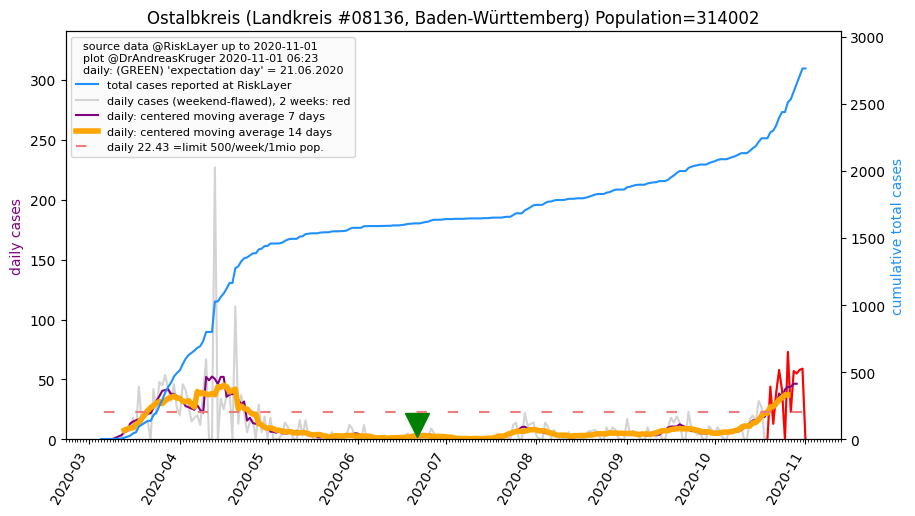 Ostalbkreis (Landkreis #08136, Baden-Württemberg) Population=314002
source data @RiskLayer up to 2020-11-01
plot @DrAndreasKruger 2020-11-01 06:23
daily: (GREEN) 'expectation day' = 21.06.2020
total cases reported at RiskLayer
daily cases (weekend-flawed), 2 weeks: red
daily: centered moving average 7 days
daily: centered moving average 14 days
daily 22.43 =limit 500/week/1mio pop.
daily cases
300
250
200
150
100
50
0
cumulative total cases
3000
2500
2000
1500
1000
500
0
2020-03
2020-04
2020-05
2020-06
2020-07
2020-08
2020-09
2020-10
2020-11